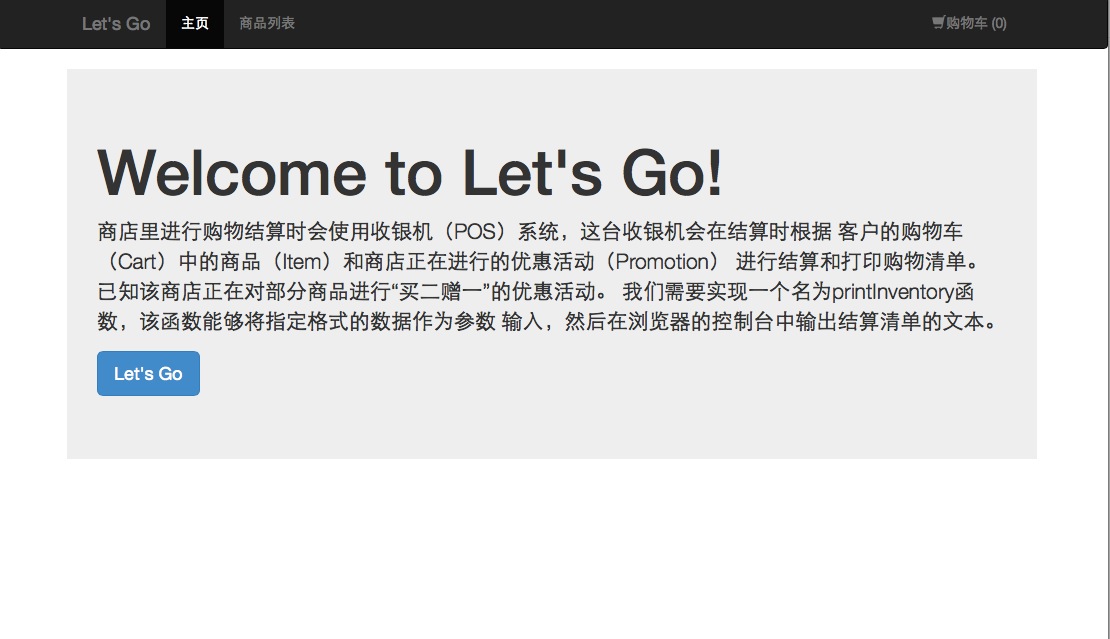 Let's Go 主页 商品列表 购物车 (0)
Welcome to Let's Go!
商店里进行购物结算时会使用收银机（POS）系统，这台收银机会在结算时根据 客户的购物车
（Cart）中的商品（Item）和商店正在进行的优惠活动（Promotion） 进行结算和打印购物清单。
已知该商店正在对部分商品进行“买二赠一”的优惠活动。 我们需要实现一个名为printInventory函
数，该函数能够将指定格式的数据作为参数 输入，然后在浏览器的控制台中输出结算清单的文本。
Let's Go